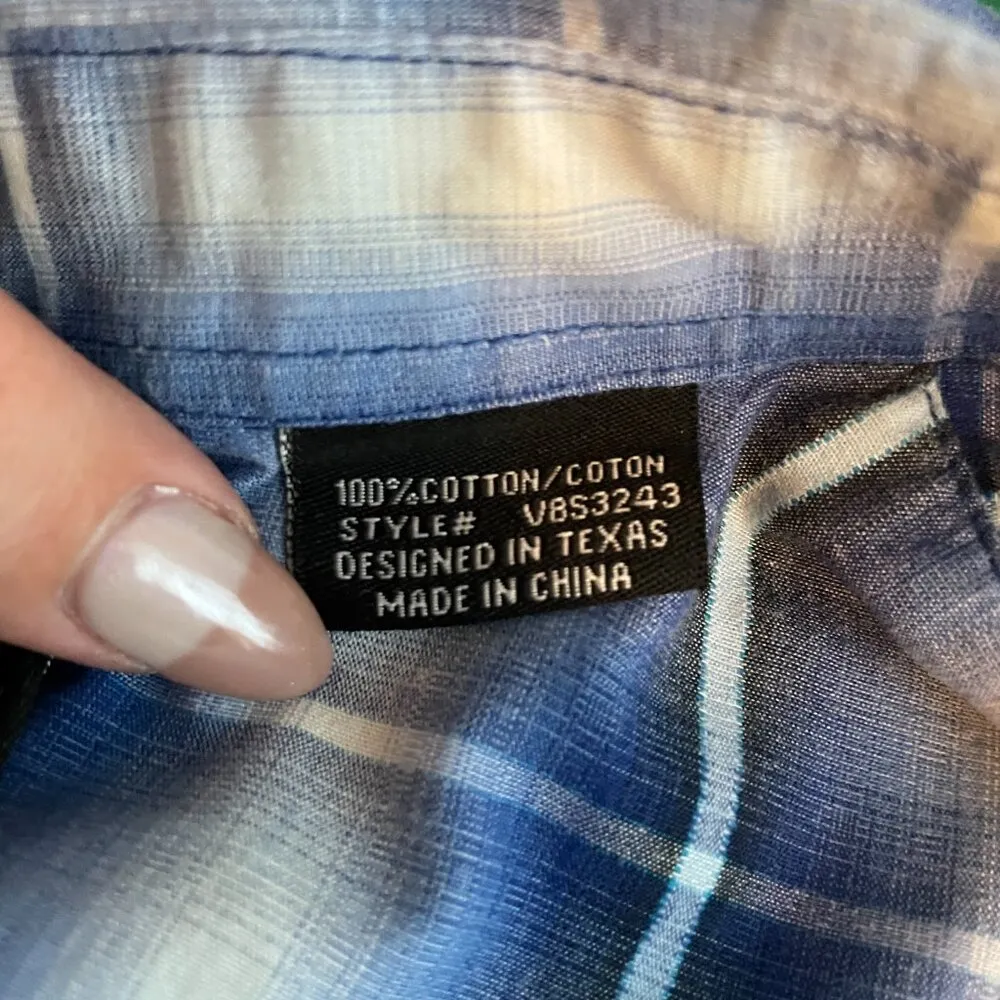 100%COTTON/COTON
STYLE# V8S3243
DESIGNED IN TEXAS
MADE IN CHINA